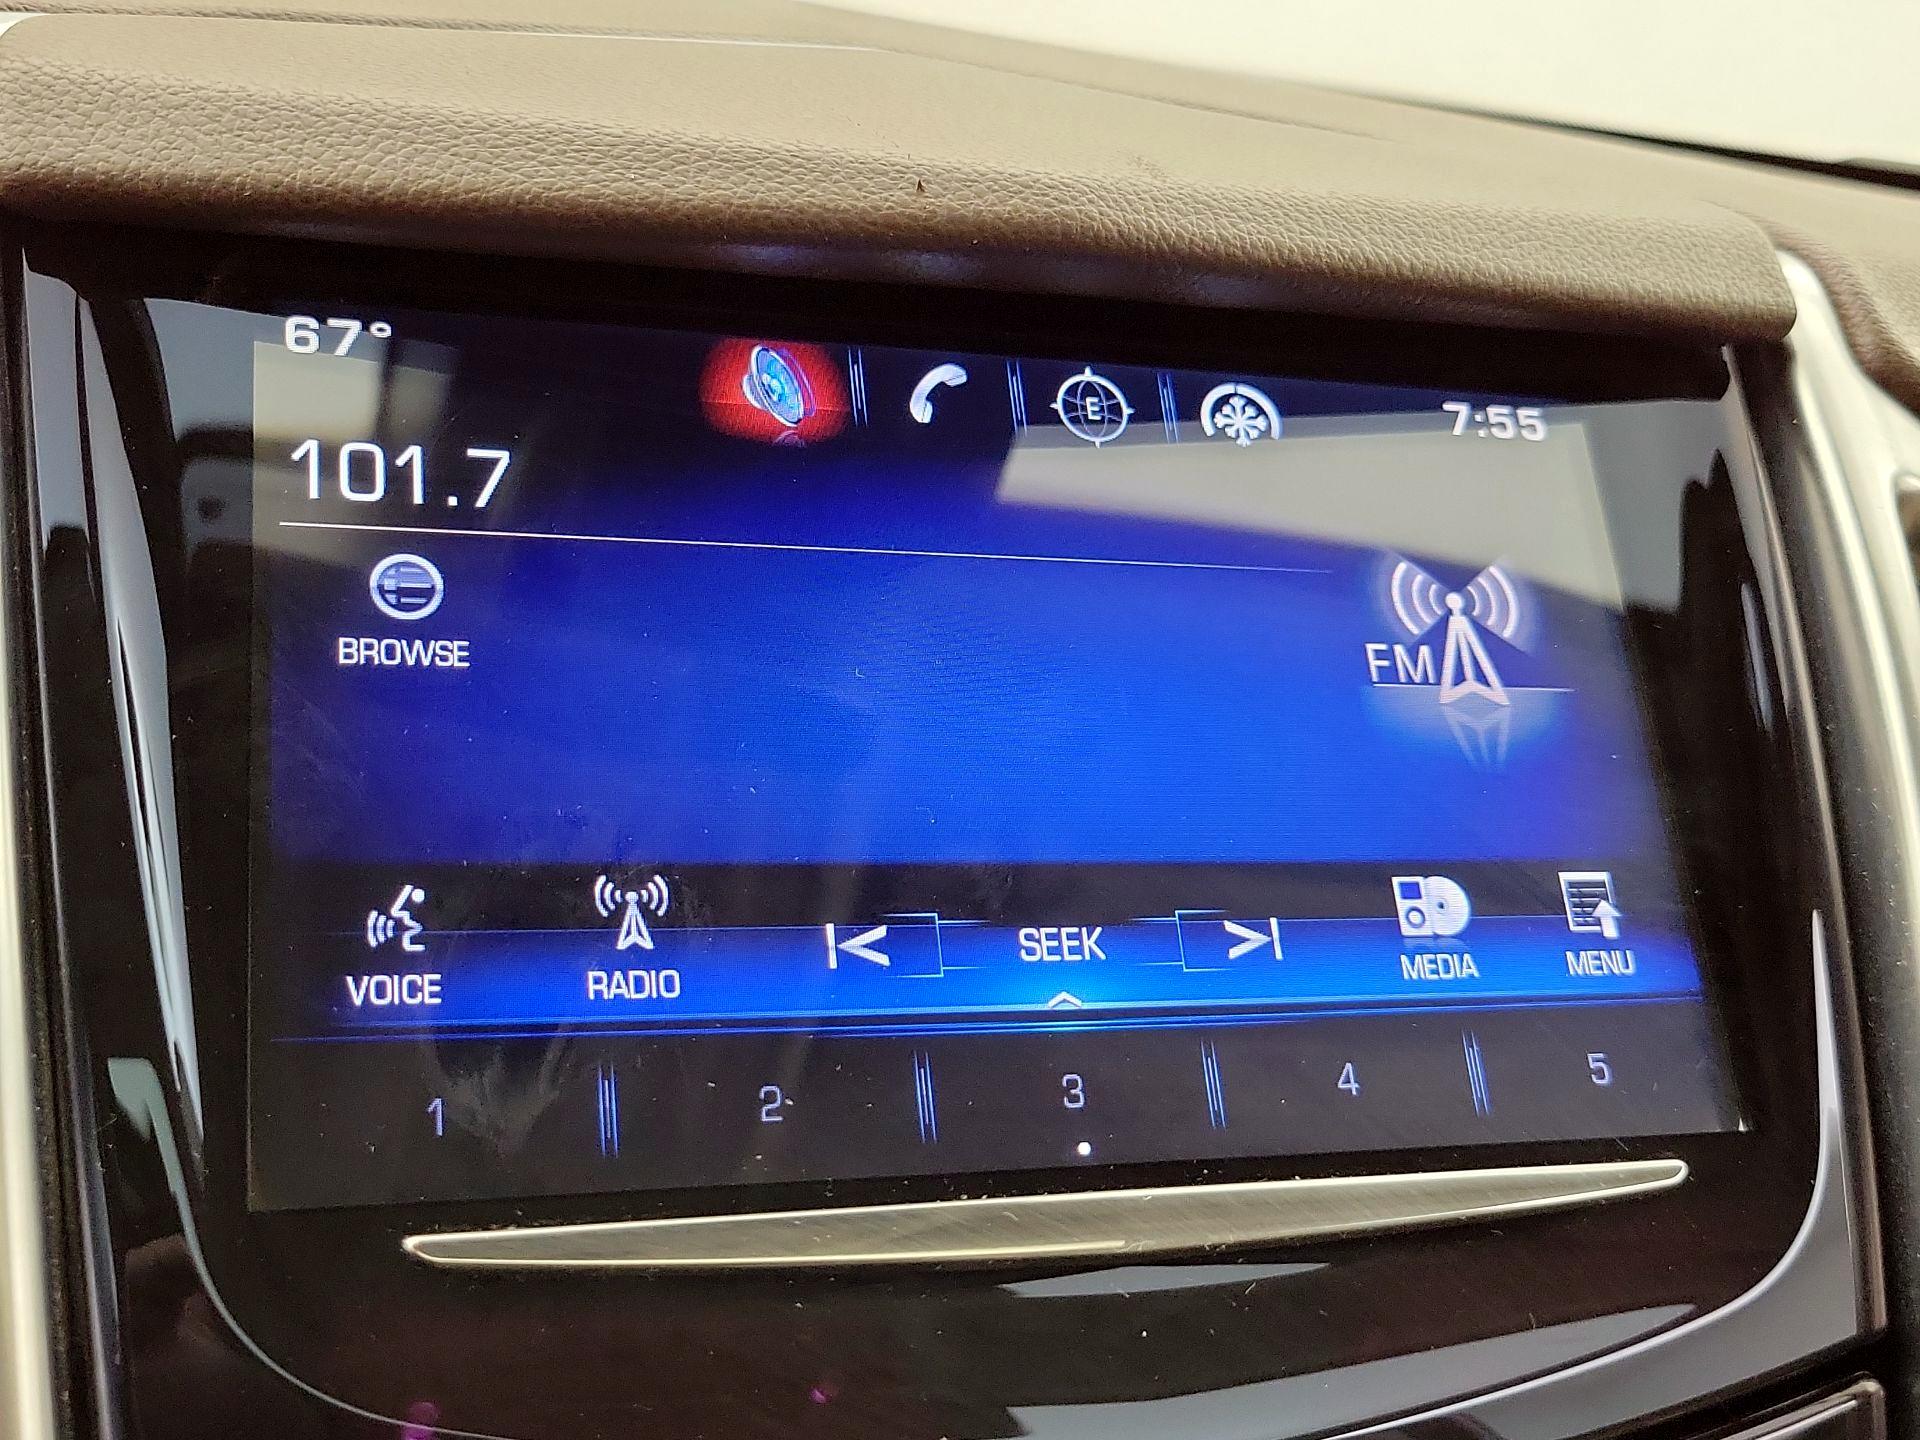 67°
E
7:55
101.7
BROWSE
FM
VOICE
RADIO
SEEK
MEDIA
MENU
1
2
3
4
5